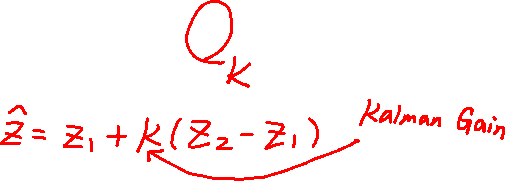 Q_K
ẑ = z₁ + K(z₂ - z₁)
Kalman Gain